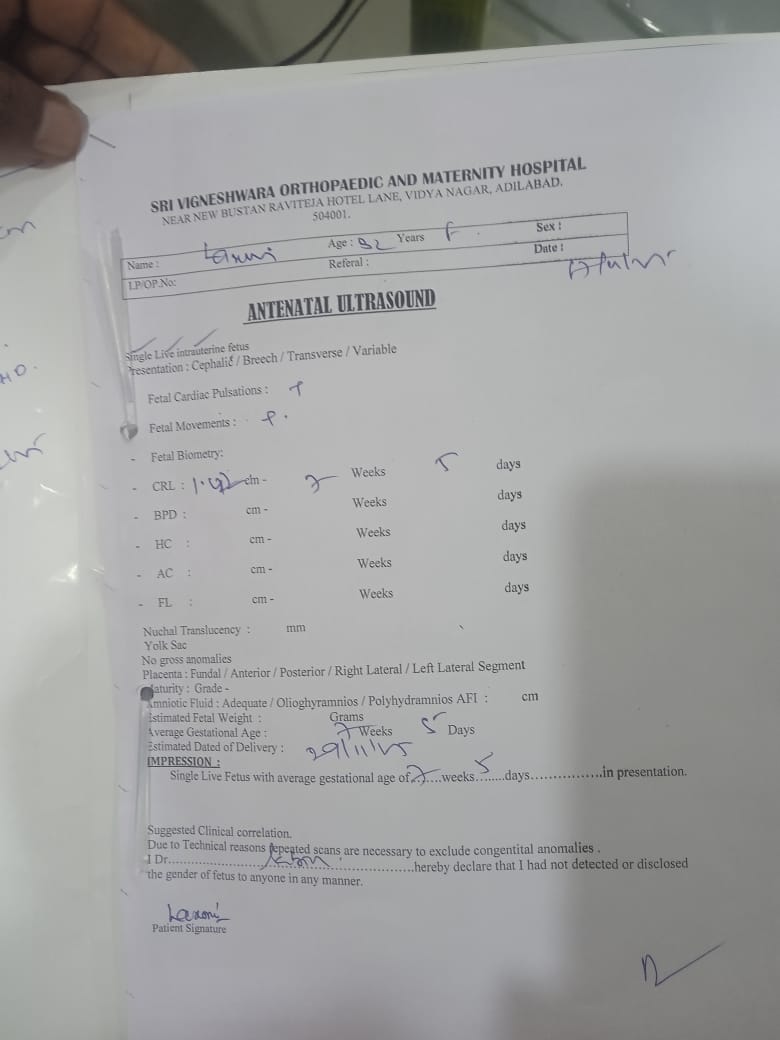 SRI VIGNESHWARA ORTHOPAEDIC AND MATERNITY HOSPITAL
NEAR NEW BUSTAN RAVITEJA HOTEL LANE, VIDYA NAGAR, ADILABAD.
504001.
Name : Age : Years F Sex :
I.P/OP.No: Referal : Date :
ANTENATAL ULTRASOUND
Single Live intrauterine fetus
Presentation : Cephalic / Breech / Transverse / Variable
Fetal Cardiac Pulsations :
Fetal Movements :
- Fetal Biometry:
- CRL : cm - 7 Weeks 5 days
- BPD : cm - Weeks days
- HC : cm - Weeks days
- AC : cm - Weeks days
- FL : cm - Weeks days
Nuchal Translucency : mm
Yolk Sac
No gross anomalies
Placenta : Fundal / Anterior / Posterior / Right Lateral / Left Lateral Segment
Maturity : Grade -
Amniotic Fluid : Adequate / Olioghyramnios / Polyhydramnios AFI : cm
Estimated Fetal Weight : Grams
Average Gestational Age : 7 Weeks 5 Days
Estimated Dated of Delivery : 29/11/25
IMPRESSION :
Single Live Fetus with average gestational age of 7 weeks 5 days...............in presentation.
Suggested Clinical correlation.
Due to Technical reasons repeated scans are necessary to exclude congentital anomalies .
I Dr. hereby declare that I had not detected or disclosed
the gender of fetus to anyone in any manner.
Laxmi
Patient Signature